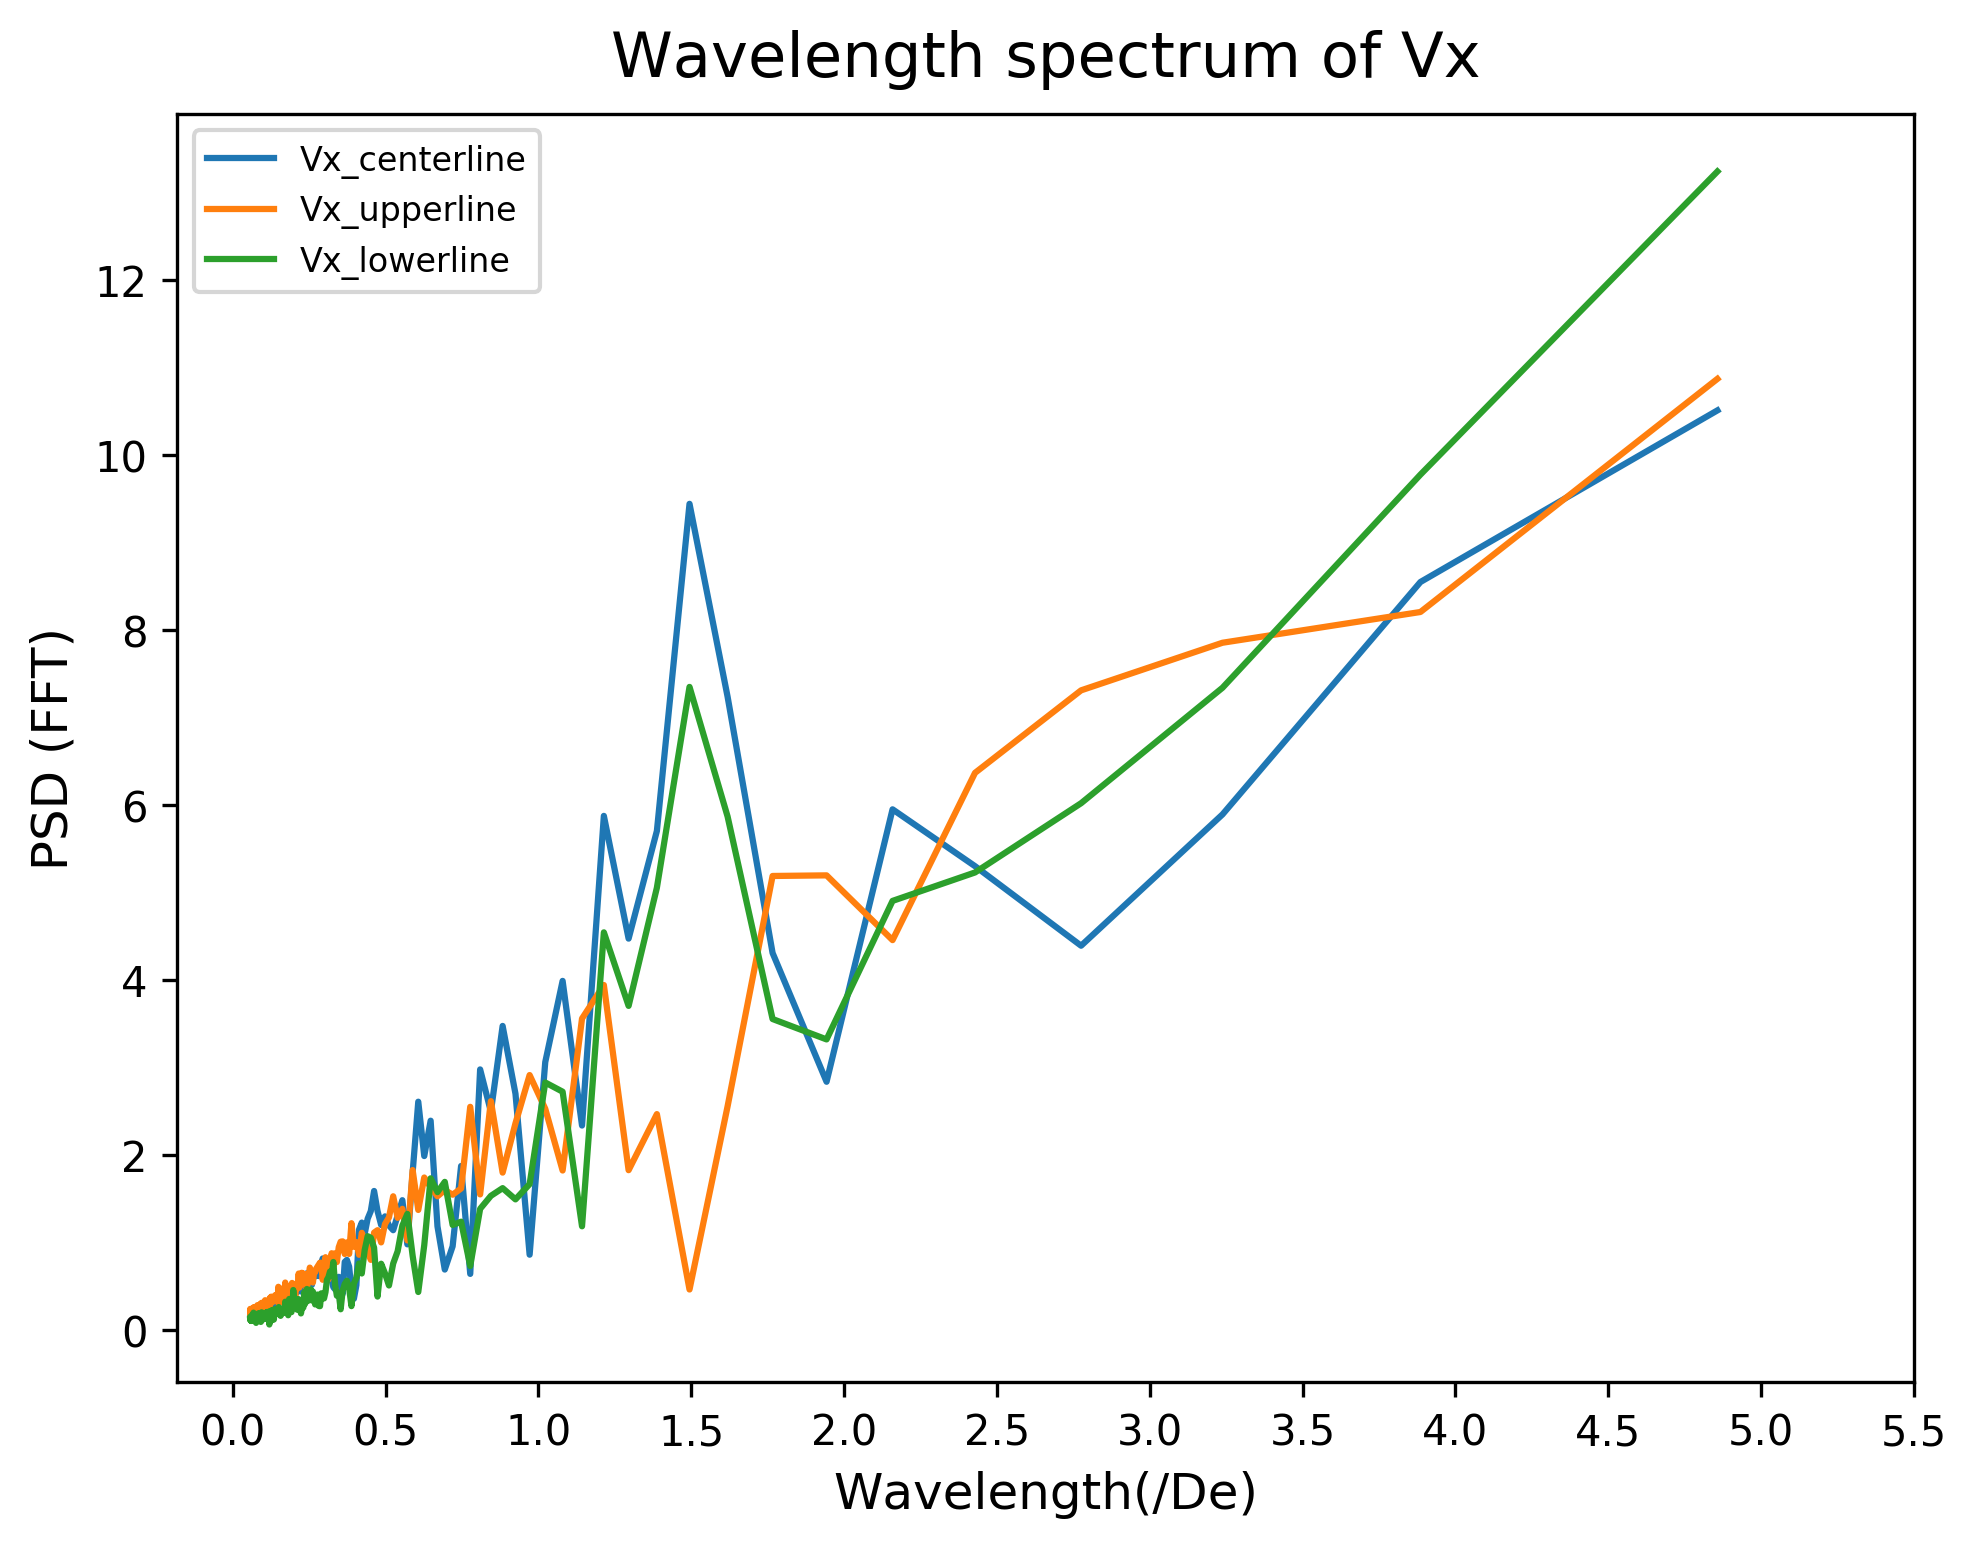 Wavelength spectrum of Vx
Vx_centerline
Vx_upperline
Vx_lowerline
PSD (FFT)
12
10
8
6
4
2
0
0.0 0.5 1.0 1.5 2.0 2.5 3.0 3.5 4.0 4.5 5.0 5.5
Wavelength(/De)